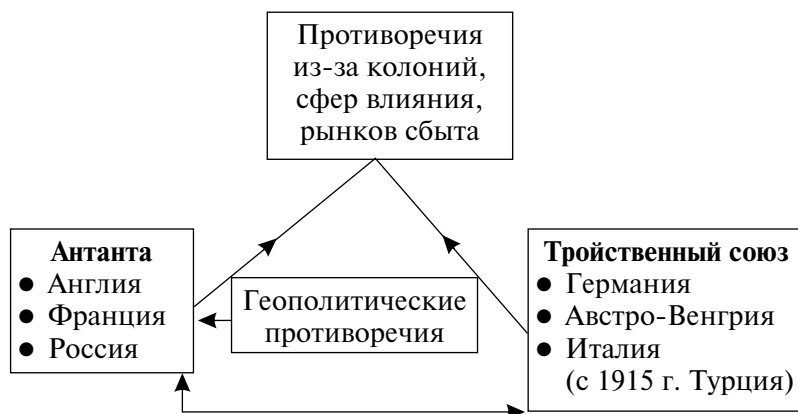 Противоречия
из-за колоний,
сфер влияния,
рынков сбыта
Антанта
● Англия
● Франция
● Россия
Геополитические
противоречия
Тройственный союз
● Германия
● Австро-Венгрия
● Италия
(с 1915 г. Турция)